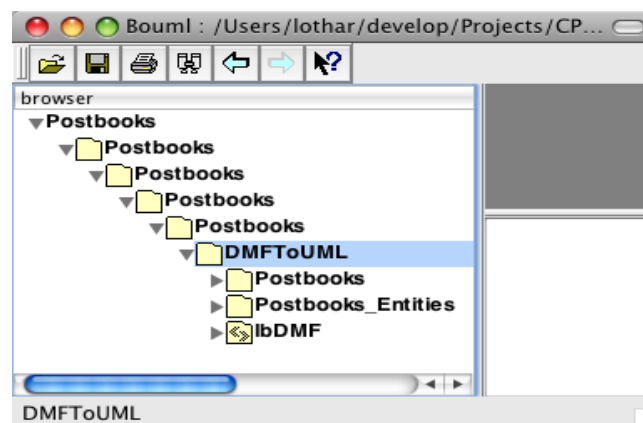 Bouml : /Users/lothar/develop/Projects/CP...
browser
Postbooks
Postbooks
Postbooks
Postbooks
Postbooks
DMFToUML
Postbooks
Postbooks_Entities
lbDMF
DMFToUML